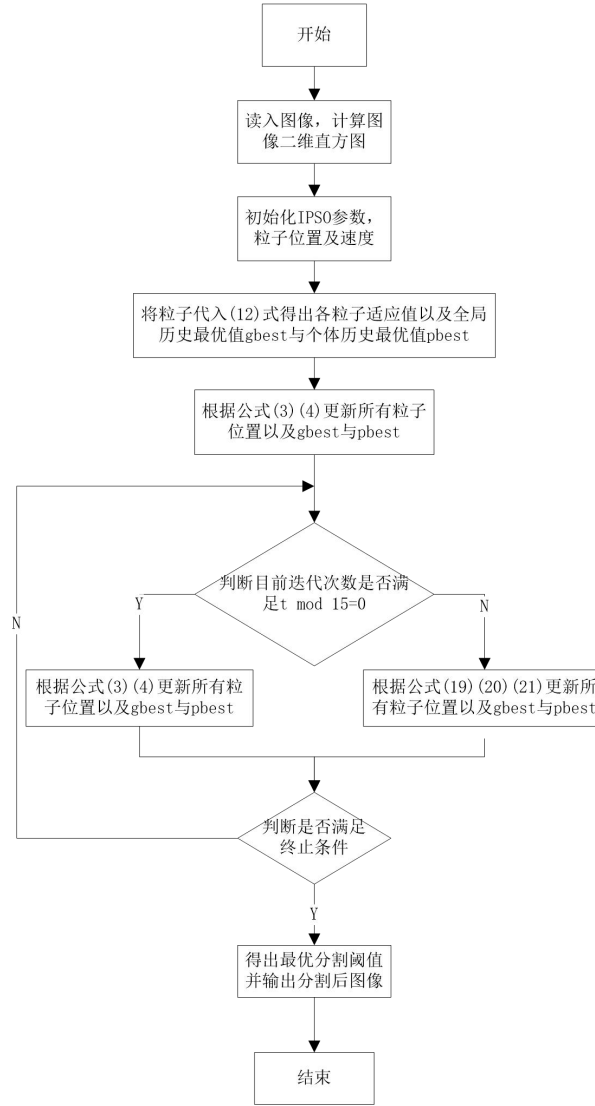 开始
读入图像，计算图
像二维直方图
初始化IPSO参数，
粒子位置及速度
将粒子代入(12)式得出各粒子适应值以及全局
历史最优值gbest与个体历史最优值pbest
根据公式(3)(4)更新所有粒子
位置以及gbest与pbest
判断目前迭代次数是否满
足t mod 15=0
Y
N
N
根据公式(3)(4)更新所有粒
子位置以及gbest与pbest
根据公式(19)(20)(21)更新所
有粒子位置以及gbest与pbest
判断是否满足
终止条件
Y
得出最优分割阈值
并输出分割后图像
结束